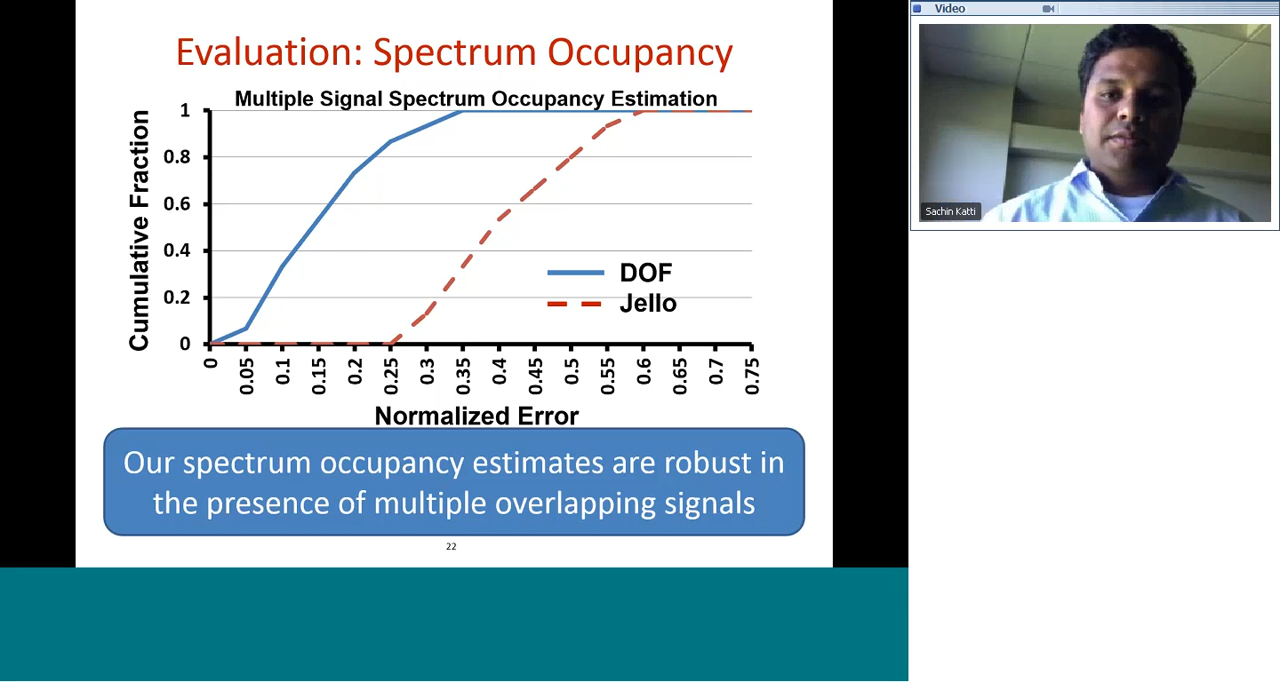 Evaluation: Spectrum Occupancy
Multiple Signal Spectrum Occupancy Estimation
Cumulative Fraction
1
0.8
0.6
0.4
0.2
0
DOF
Jello
0
0.05
0.1
0.15
0.2
0.25
0.3
0.35
0.4
0.45
0.5
0.55
0.6
0.65
0.7
0.75
Normalized Error
Our spectrum occupancy estimates are robust in
the presence of multiple overlapping signals
22
Video
Sachin Katti